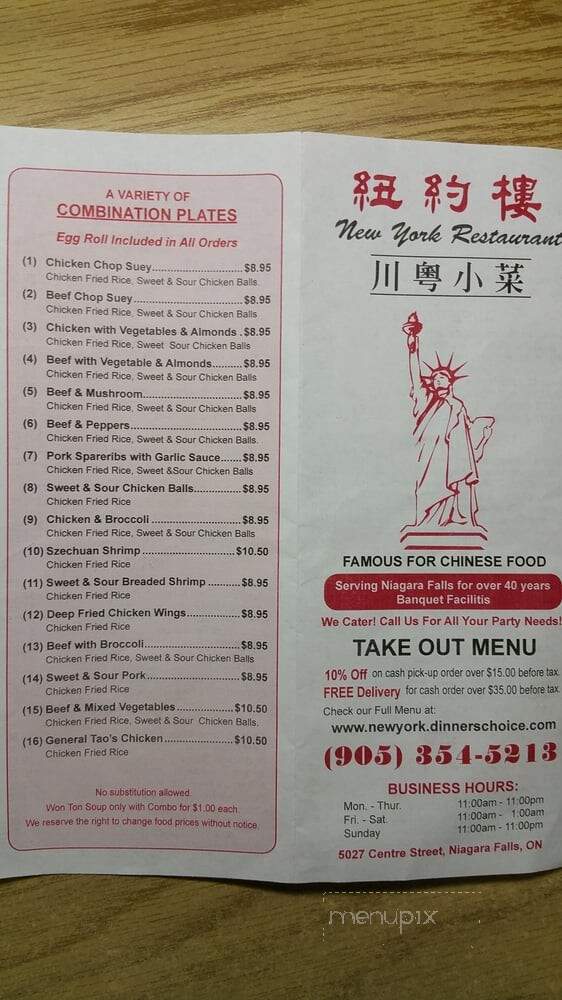 A VARIETY OF
COMBINATION PLATES
Egg Roll Included in All Orders
(1) Chicken Chop Suey..............................$8.95
Chicken Fried Rice, Sweet & Sour Chicken Balls.
(2) Beef Chop Suey..............................$8.95
Chicken Fried Rice, Sweet & Sour Chicken Balls.
(3) Chicken with Vegetables & Almonds .$8.95
Chicken Fried Rice, Sweet Sour Chicken Balls
(4) Beef with Vegetable & Almonds..........$8.95
Chicken Fried Rice, Sweet & Sour Chicken Balls
(5) Beef & Mushroom..............................$8.95
Chicken Fried Rice, Sweet & Sour Chicken Balls
(6) Beef & Peppers..............................$8.95
Chicken Fried Rice, Sweet & Sour Chicken Balls.
(7) Pork Spareribs with Garlic Sauce.......$8.95
Chicken Fried Rice, Sweet &Sour Chicken Balls
(8) Sweet & Sour Chicken Balls................$8.95
Chicken Fried Rice
(9) Chicken & Broccoli ..............................$8.95
Chicken Fried Rice, Sweet & Sour Chicken Balls
(10) Szechuan Shrimp ........................$10.50
Chicken Fried Rice
(11) Sweet & Sour Breaded Shrimp ...........$8.95
Chicken Fried Rice
(12) Deep Fried Chicken Wings..................$8.95
Chicken Fried Rice
(13) Beef with Broccoli..............................$8.95
Chicken Fried Rice, Sweet & Sour Chicken Balls
(14) Sweet & Sour Pork..............................$8.95
Chicken Fried Rice
(15) Beef & Mixed Vegetables...................$10.50
Chicken Fried Rice, Sweet & Sour Chicken Balls.
(16) General Tao's Chicken......................$10.50
Chicken Fried Rice
No substitution allowed.
Won Ton Soup only with Combo for $1.00 each.
We reserve the right to change food prices without notice.
紐約樓
New York Restaurant
川粵小菜
FAMOUS FOR CHINESE FOOD
Serving Niagara Falls for over 40 years
Banquet Facilitis
We Cater! Call Us For All Your Party Needs!
TAKE OUT MENU
10% Off on cash pick-up order over $15.00 before tax.
FREE Delivery for cash order over $35.00 before tax.
Check our Full Menu at:
www.newyork.dinnerschoice.com
(905) 354-5213
BUSINESS HOURS:
Mon. - Thur. 11:00am - 11:00pm
Fri. - Sat. 11:00am - 1:00am
Sunday 11:00am - 11:00pm
5027 Centre Street, Niagara Falls, ON
menupix